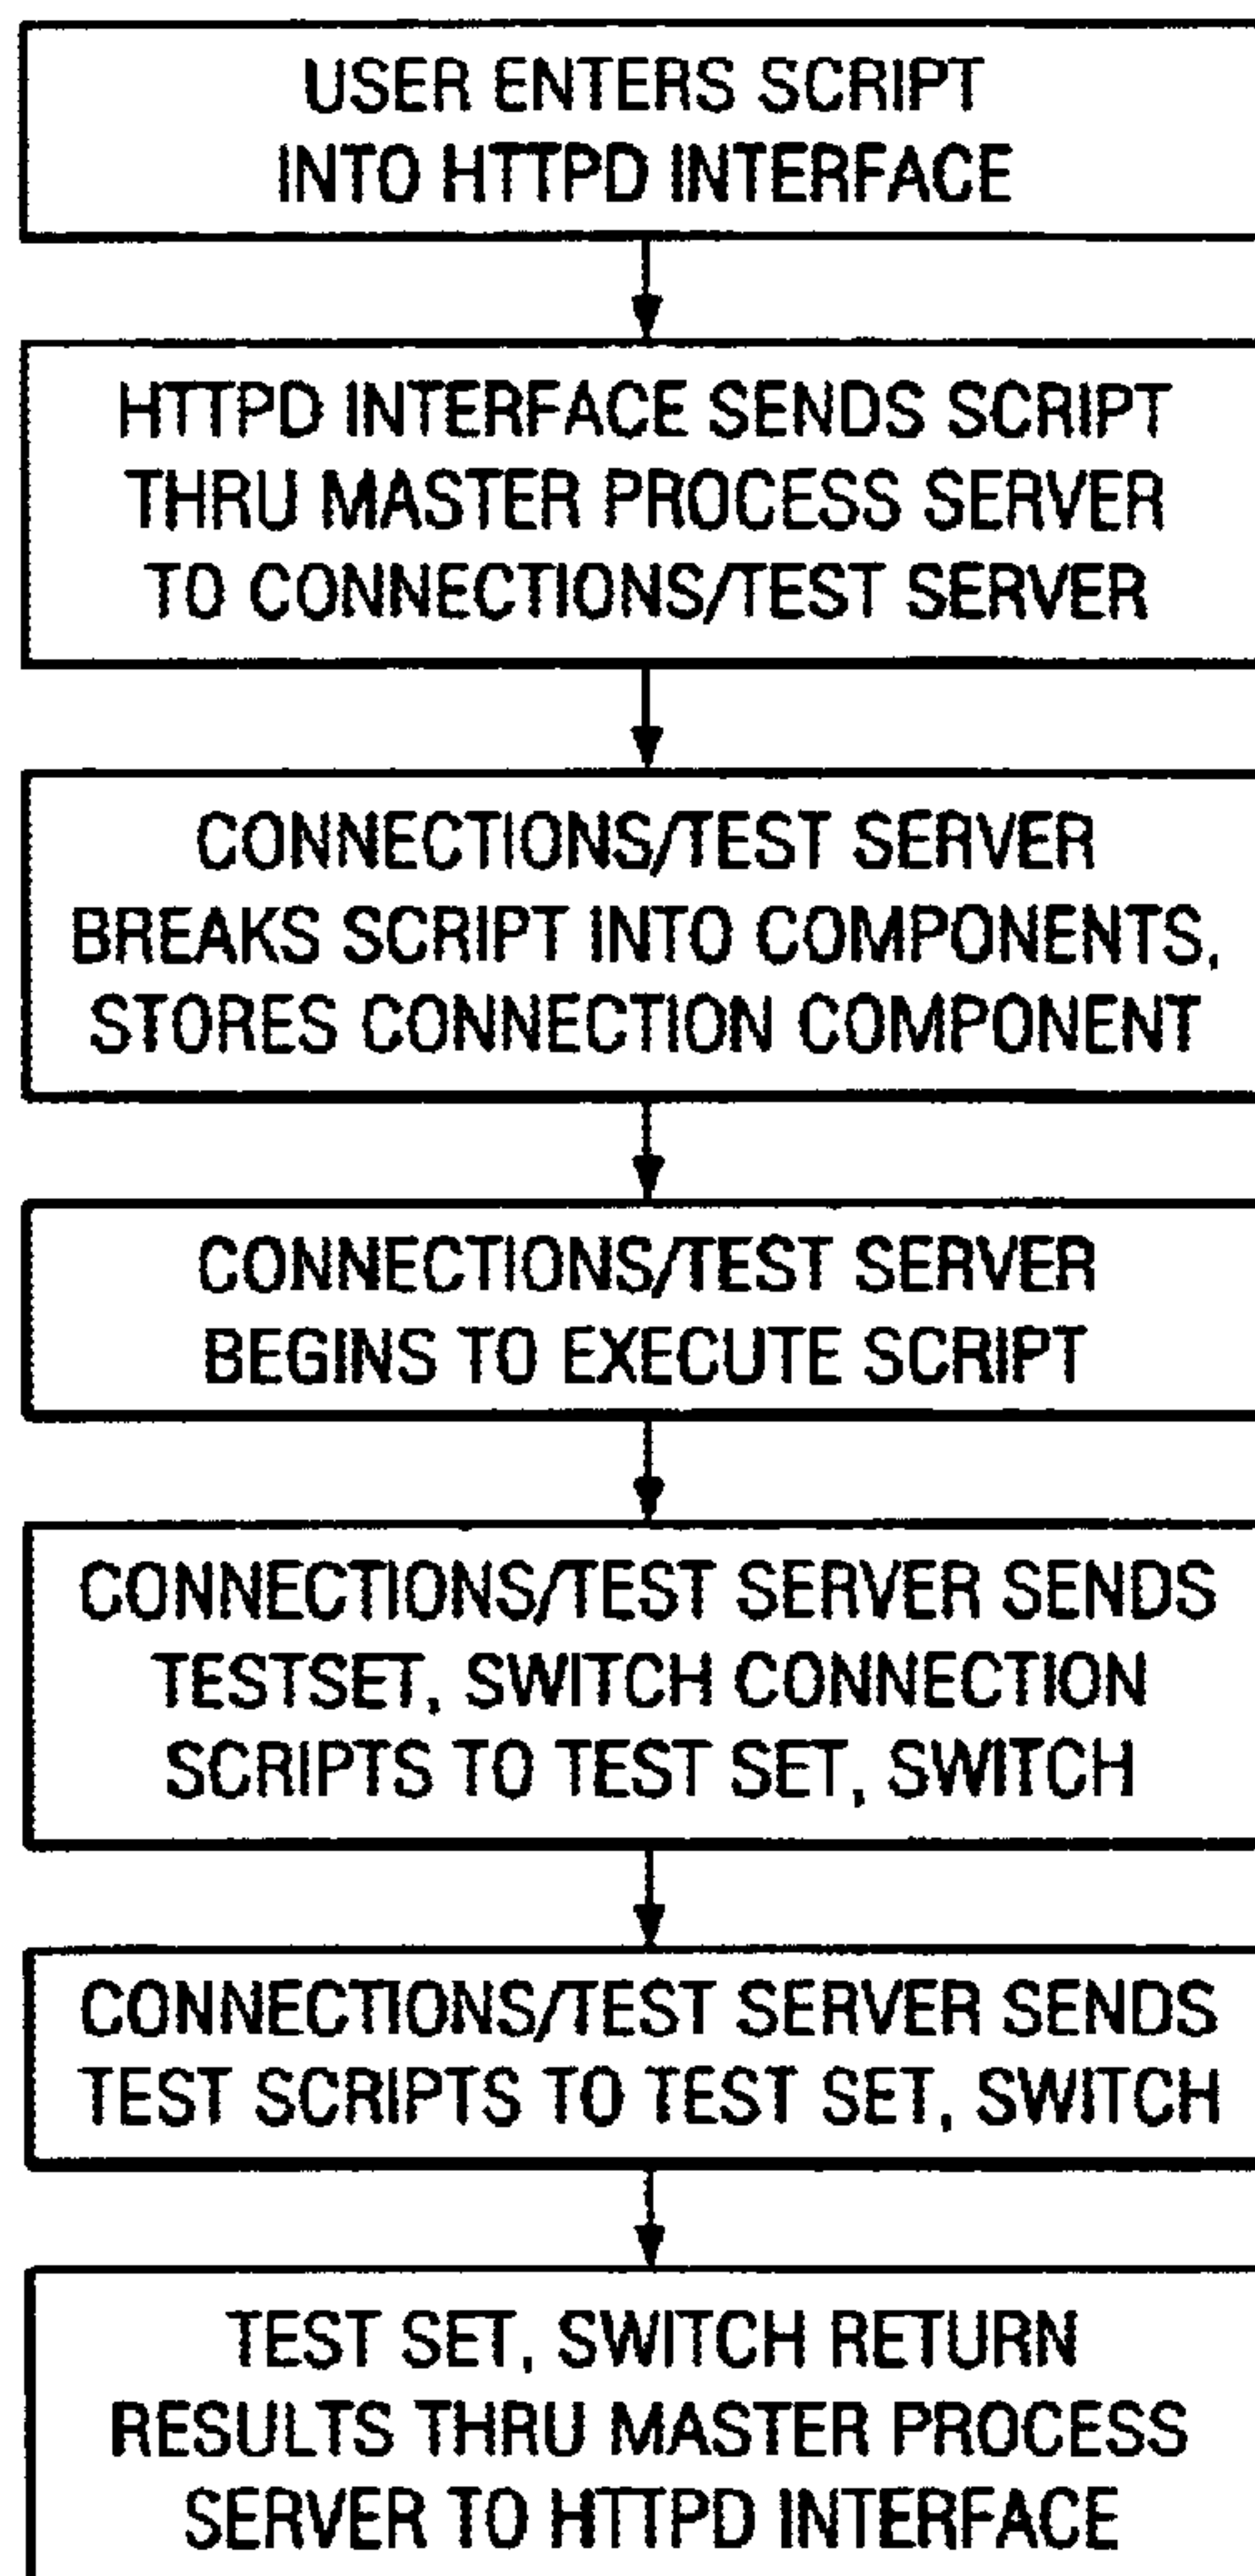 USER ENTERS SCRIPT
INTO HTTPD INTERFACE
HTTPD INTERFACE SENDS SCRIPT
THRU MASTER PROCESS SERVER
TO CONNECTIONS/TEST SERVER
CONNECTIONS/TEST SERVER
BREAKS SCRIPT INTO COMPONENTS,
STORES CONNECTION COMPONENT
CONNECTIONS/TEST SERVER
BEGINS TO EXECUTE SCRIPT
CONNECTIONS/TEST SERVER SENDS
TESTSET, SWITCH CONNECTION
SCRIPTS TO TEST SET, SWITCH
CONNECTIONS/TEST SERVER SENDS
TEST SCRIPTS TO TEST SET, SWITCH
TEST SET, SWITCH RETURN
RESULTS THRU MASTER PROCESS
SERVER TO HTTPD INTERFACE